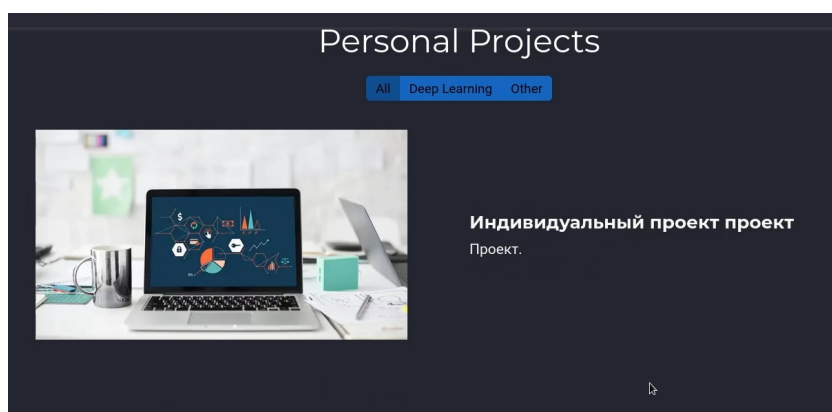 Personal Projects
All Deep Learning Other
Индивидуальный проект проект
Проект.
$